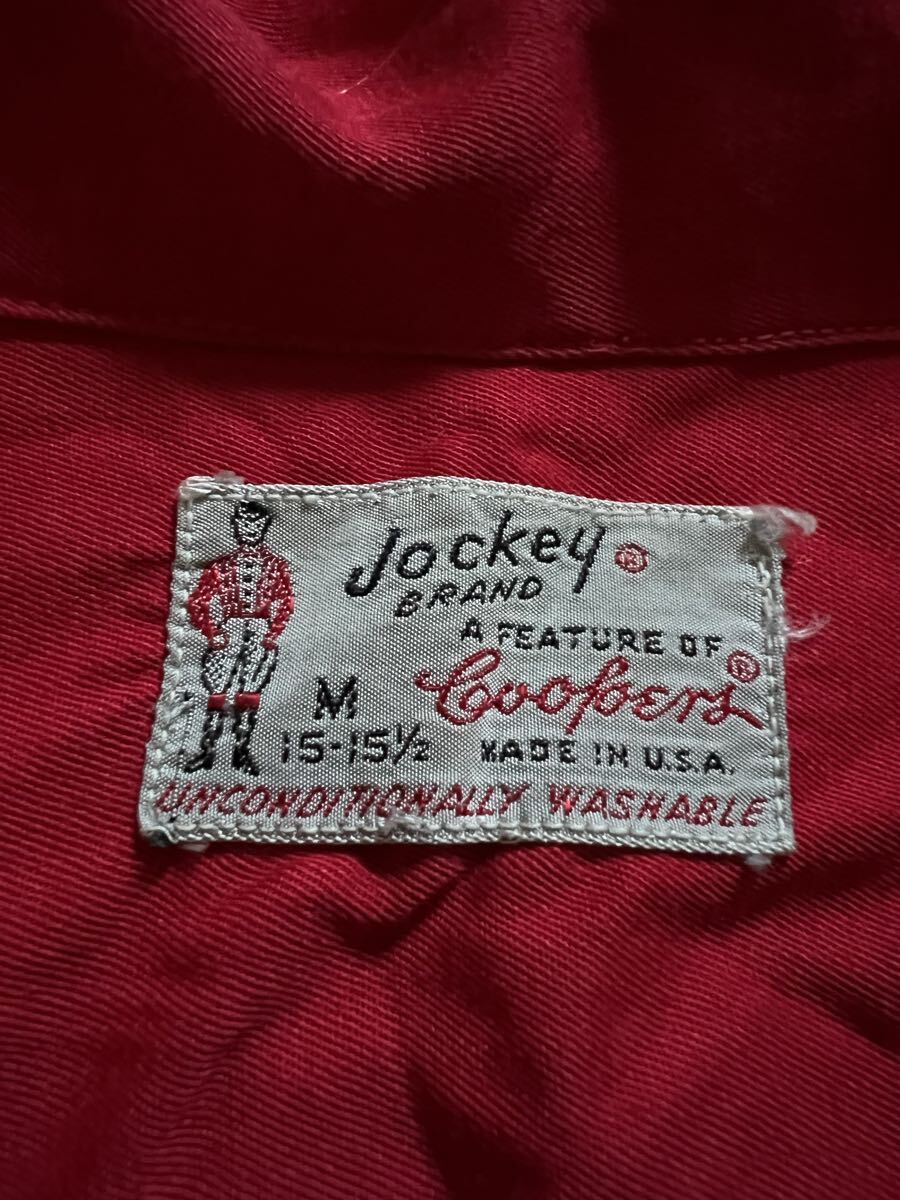 Jockey®
BRAND
A FEATURE OF
Coopers®
M
15-15½
MADE IN U.S.A.
UNCONDITIONALLY WASHABLE